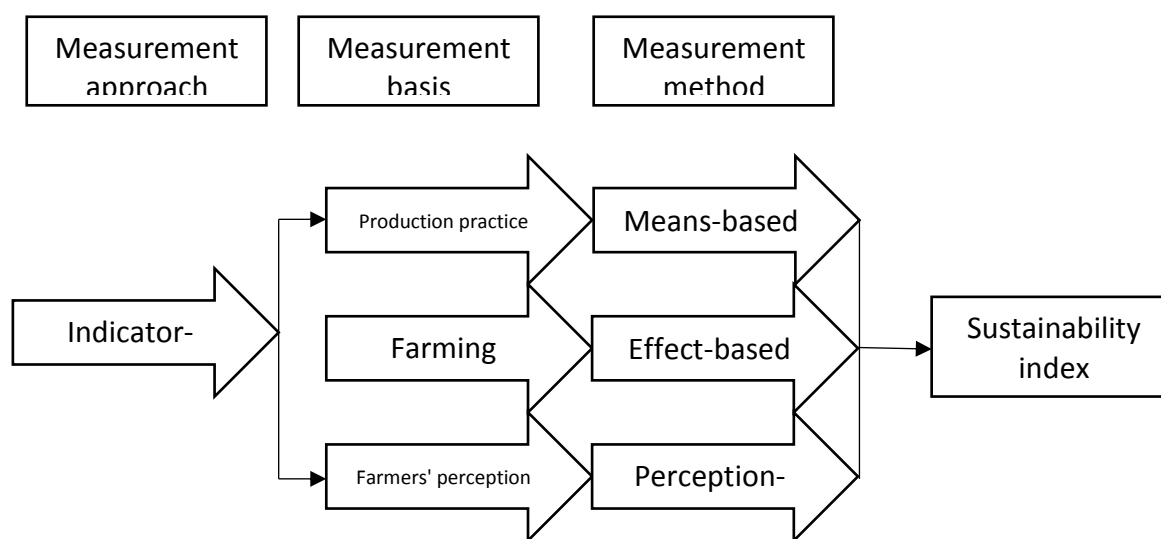 Measurement
approach
Measurement
basis
Measurement
method
Production practice
Means-based
Indicator-
Farming
Effect-based
Sustainability
index
Farmers' perception
Perception-